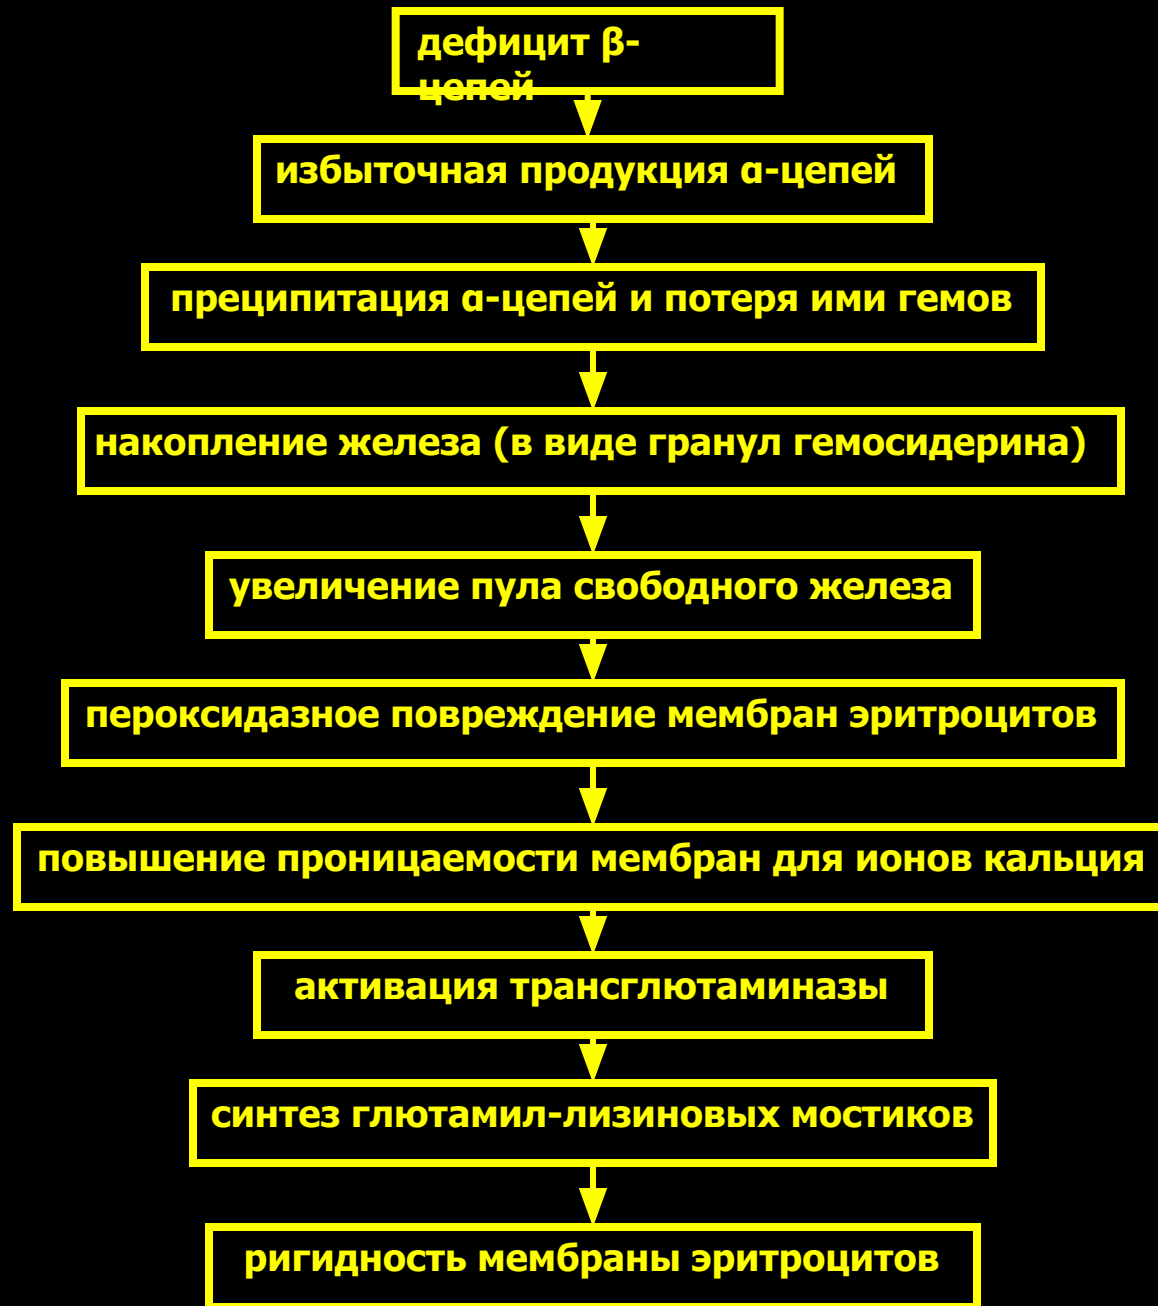 дефицит β-
цепей
избыточная продукция α-цепей
преципитация α-цепей и потеря ими гемов
накопление железа (в виде гранул гемосидерина)
увеличение пула свободного железа
пероксидазное повреждение мембран эритроцитов
повышение проницаемости мембран для ионов кальция
активация трансглютаминазы
синтез глютамил-лизиновых мостиков
ригидность мембраны эритроцитов